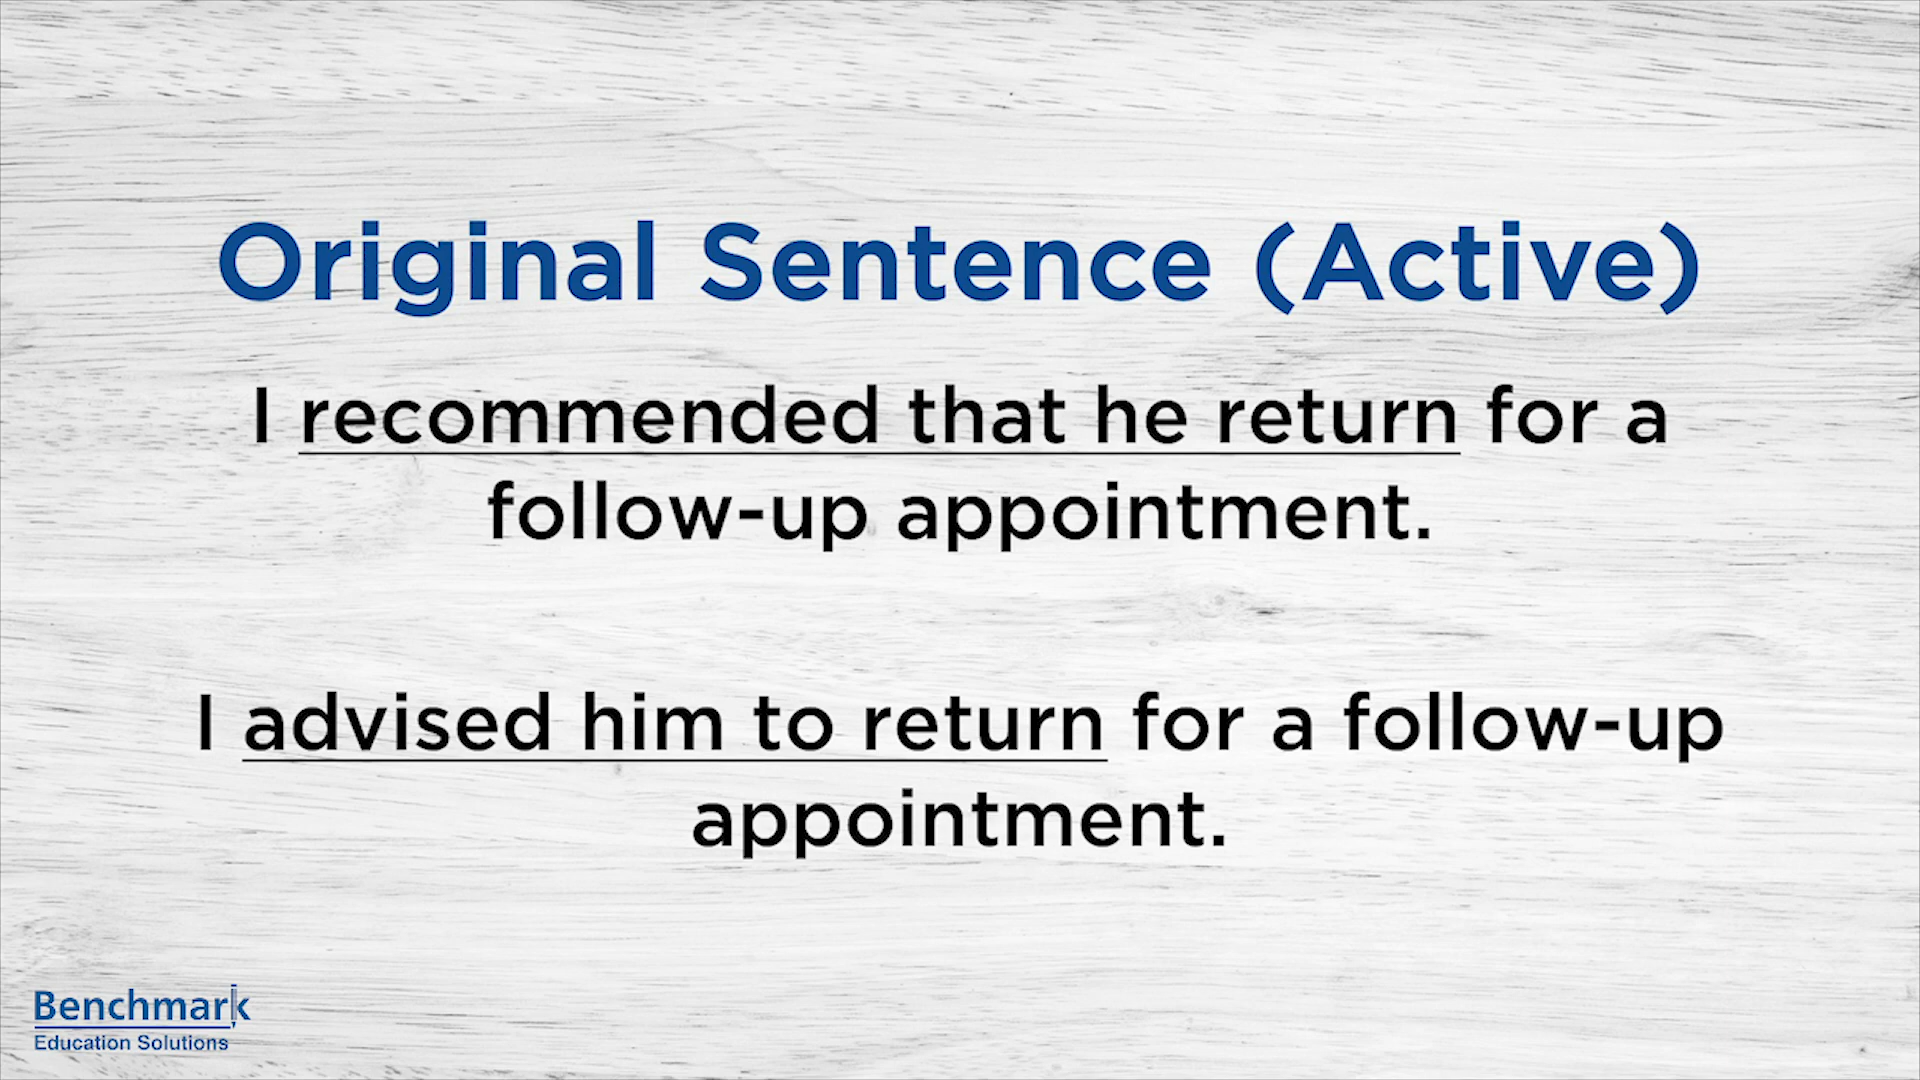 Original Sentence (Active)
I recommended that he return for a
follow-up appointment.
I advised him to return for a follow-up
appointment.
Benchmark
Education Solutions